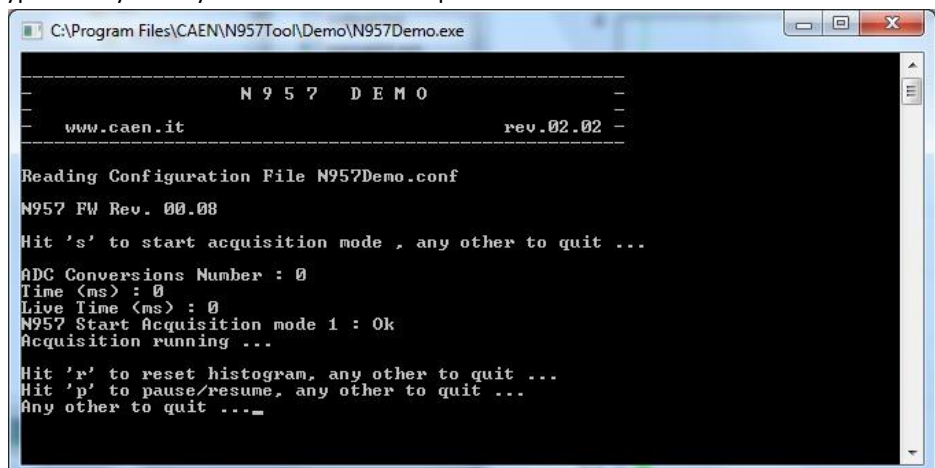 C:\Program Files\CAEN\N957Tool\Demo\N957Demo.exe
N 9 5 7 D E M O
www.caen.it rev.02.02
Reading Configuration File N957Demo.conf
N957 FW Rev. 00.08
Hit 's' to start acquisition mode , any other to quit ...
ADC Conversions Number : 0
Time (ms) : 0
Live Time (ms) : 0
N957 Start Acquisition mode 1 : Ok
Acquisition running ...
Hit 'r' to reset histogram, any other to quit ...
Hit 'p' to pause/resume, any other to quit ...
Any other to quit ..._